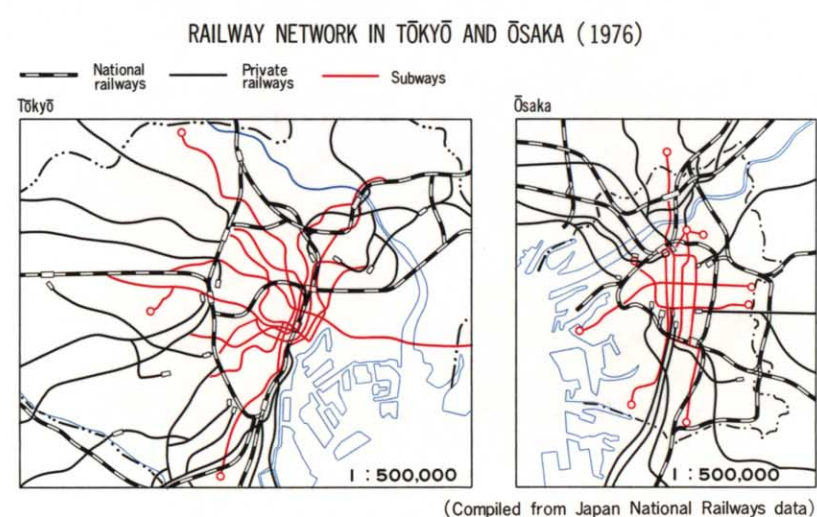 RAILWAY NETWORK IN TŌKYŌ AND ŌSAKA (1976)
National railways
Private railways
Subways
Tōkyō
Ōsaka
1:500,000
1:500,000
(Compiled from Japan National Railways data)